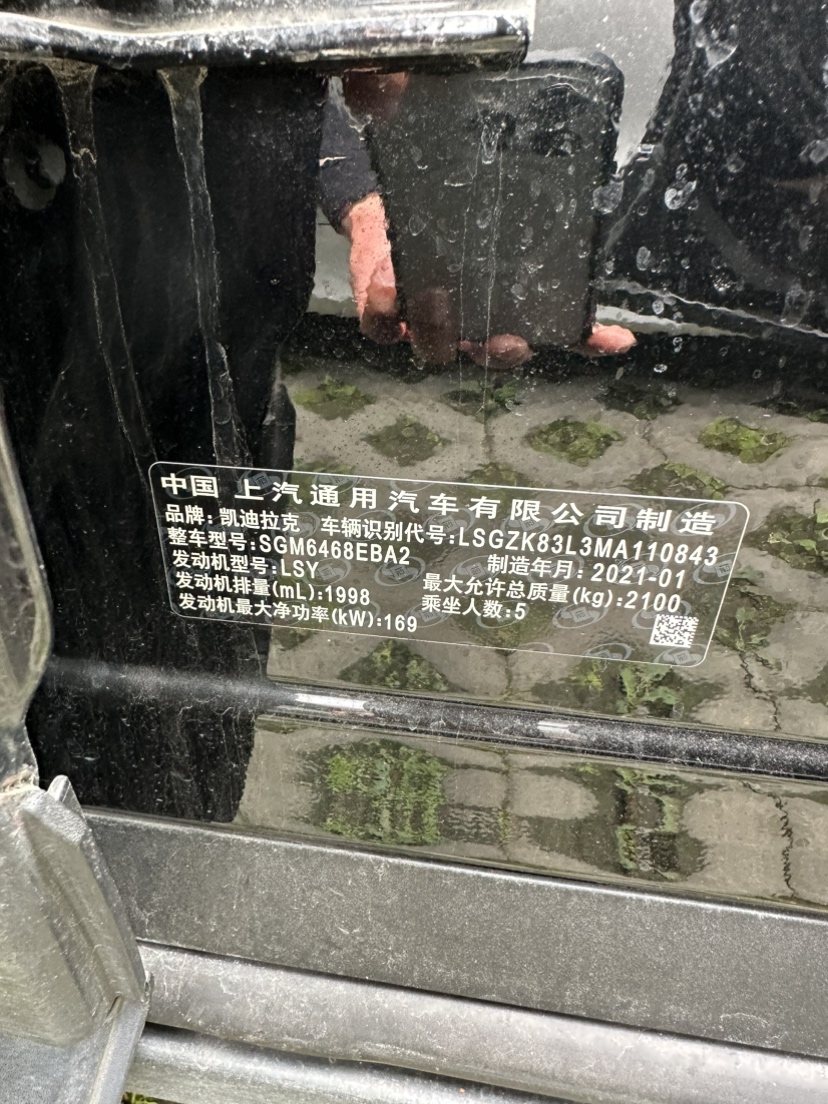 中国 上汽通用汽车有限公司制造
品牌:凯迪拉克 车辆识别代号:LSGZK83L3MA110843
整车型号:SGM6468EBA2 制造年月:2021-01
发动机型号:LSY
发动机排量(mL):1998 最大允许总质量(kg):2100
发动机最大净功率(kW):169 乘坐人数:5